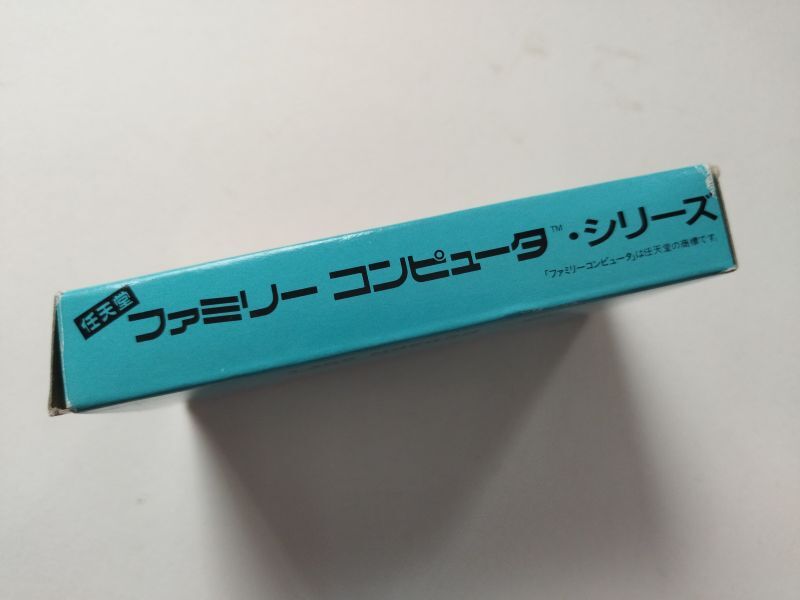 任天堂
ファミリー コンピュータ™・シリーズ
「ファミリーコンピュータ」は任天堂の商標です。